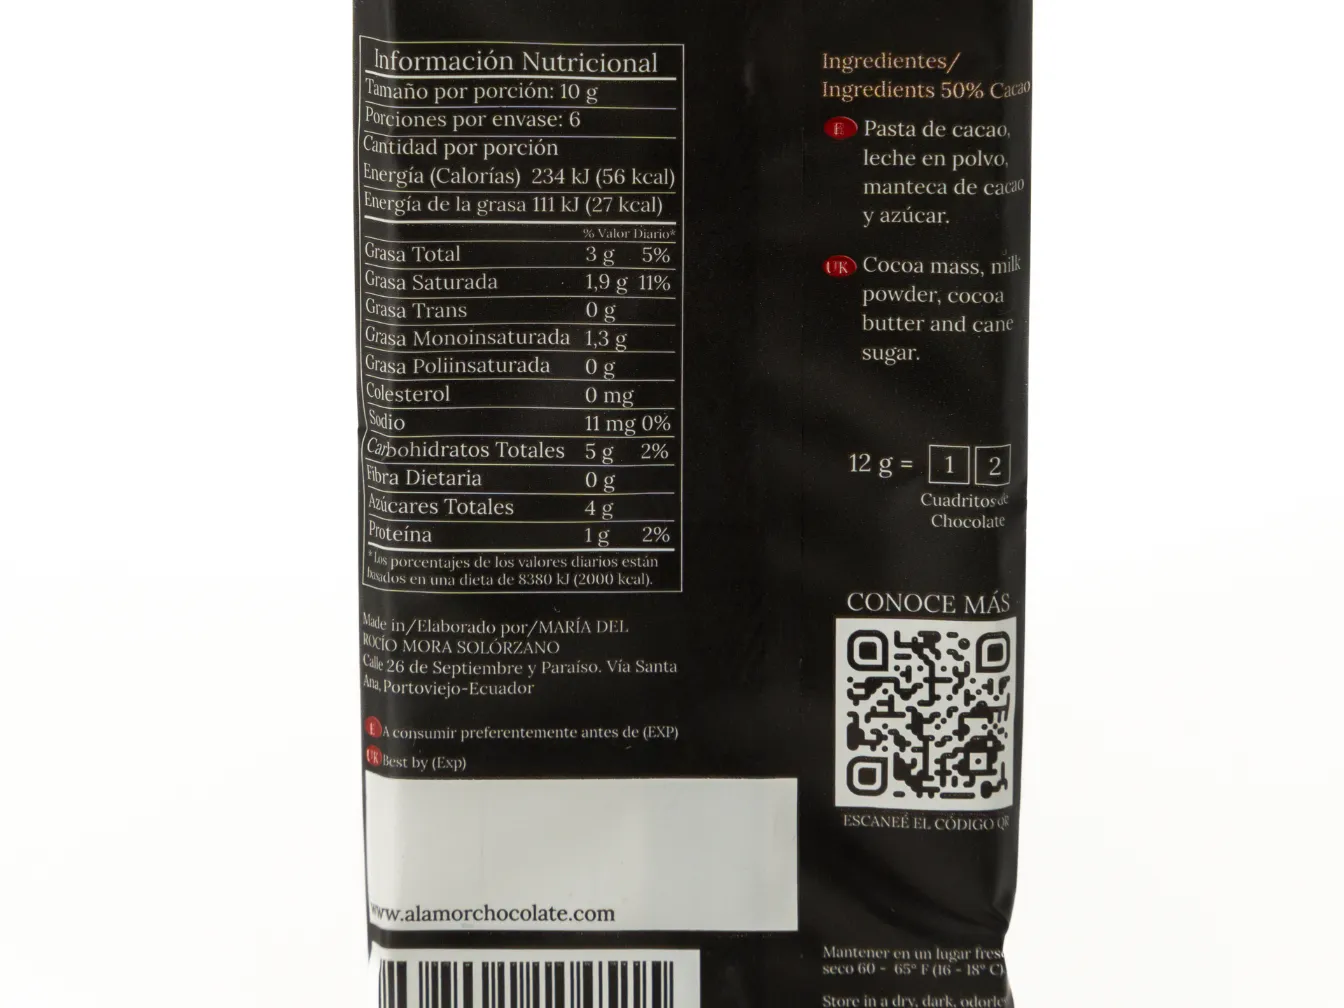 Información Nutricional
Tamaño por porción: 10 g
Porciones por envase: 6
Cantidad por porción
Energía (Calorías) 234 kJ (56 kcal)
Energía de la grasa 111 kJ (27 kcal)
% Valor Diario*
Grasa Total 3 g 5%
Grasa Saturada 1,9 g 11%
Grasa Trans 0 g
Grasa Monoinsaturada 1,3 g
Grasa Poliinsaturada 0 g
Colesterol 0 mg
Sodio 11 mg 0%
Carbohidratos Totales 5 g 2%
Fibra Dietaria 0 g
Azúcares Totales 4 g
Proteína 1 g 2%
* Los porcentajes de los valores diarios están
basados en una dieta de 8380 kJ (2000 kcal).
Made in/Elaborado por/MARÍA DEL
ROCÍO MORA SOLÓRZANO
Calle 26 de Septiembre y Paraíso. Vía Santa
Ana, Portoviejo-Ecuador
E A consumir preferentemente antes de (EXP)
UK Best by (Exp)
www.alamorchocolate.com
Ingredientes/
Ingredients 50% Cacao
E Pasta de cacao,
leche en polvo,
manteca de cacao
y azúcar.
UK Cocoa mass, milk
powder, cocoa
butter and cane
sugar.
12 g = 1 2
Cuadritos de
Chocolate
CONOCE MÁS
ESCANEÉ EL CÓDIGO QR
Mantener en un lugar
seco 60 - 65° F (16 - 18° C)
Store in a dry, dark,